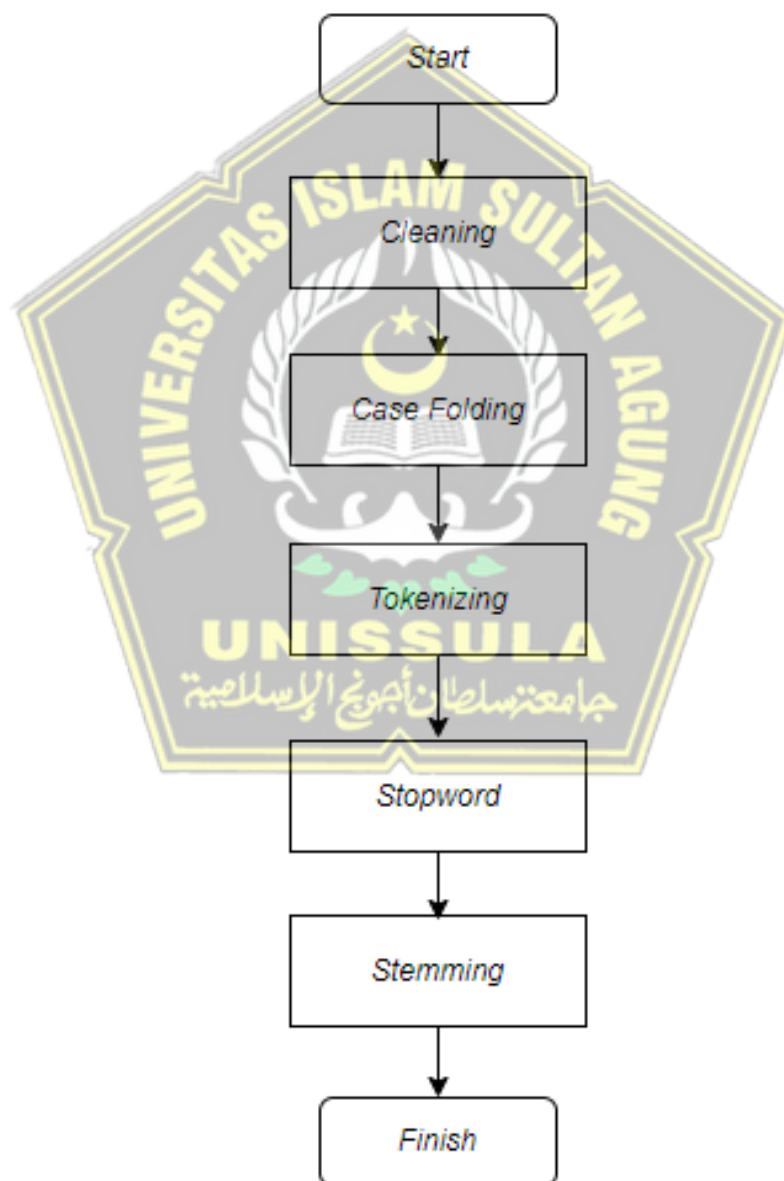 Start
UNIVERSITAS ISLAM SULTAN AGUNG
Cleaning
Case Folding
Tokenizing
UNISSULA
جامعة سلطان أجونج الإسلامية
Stopword
Stemming
Finish